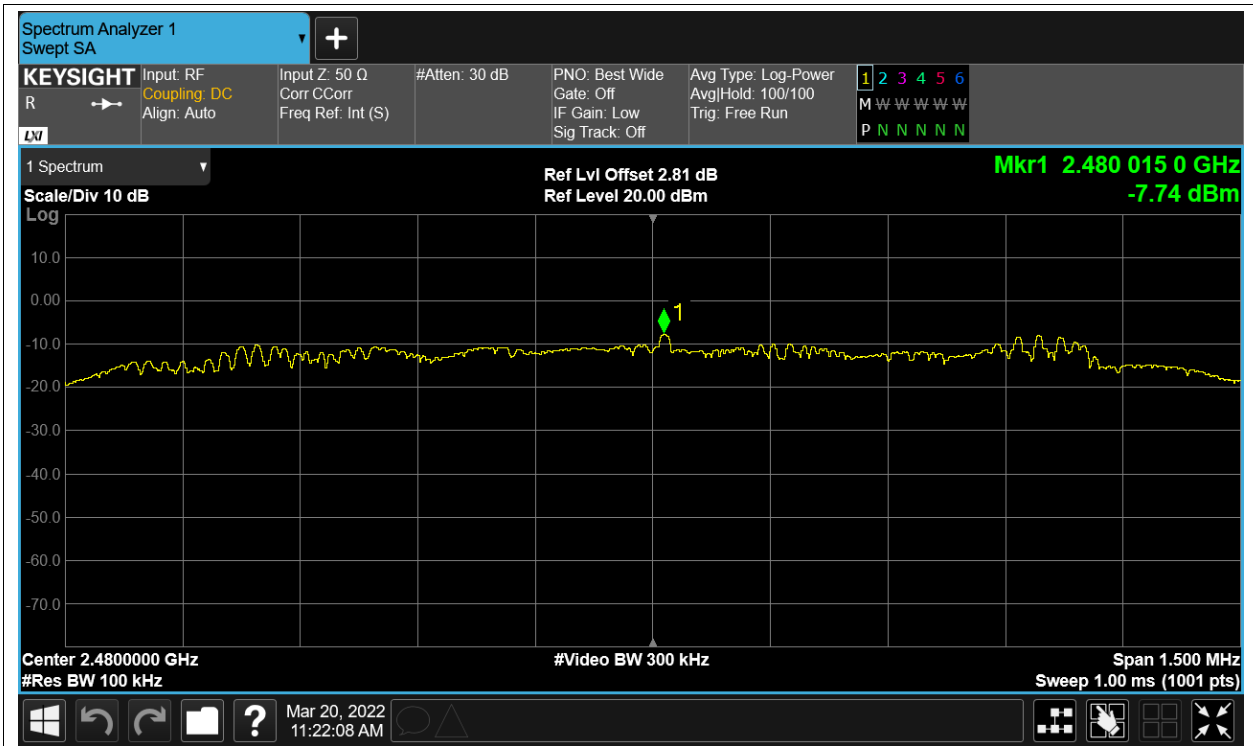 Spectrum Analyzer 1
Swept SA
KEYSIGHT
R
LXI
Input: RF
Coupling: DC
Align: Auto
Input Z: 50 Ω
Corr CCorr
Freq Ref: Int (S)
#Atten: 30 dB
PNO: Best Wide
Gate: Off
IF Gain: Low
Sig Track: Off
Avg Type: Log-Power
Avg|Hold: 100/100
Trig: Free Run
1 2 3 4 5 6
M W W W W W
P N N N N N
1 Spectrum
Scale/Div 10 dB
Log
Ref Lvl Offset 2.81 dB
Ref Level 20.00 dBm
Mkr1 2.480 015 0 GHz
-7.74 dBm
10.0
0.00
1
-10.0
-20.0
-30.0
-40.0
-50.0
-60.0
-70.0
Center 2.4800000 GHz
#Video BW 300 kHz
Span 1.500 MHz
#Res BW 100 kHz
Sweep 1.00 ms (1001 pts)
?
Mar 20, 2022
11:22:08 AM